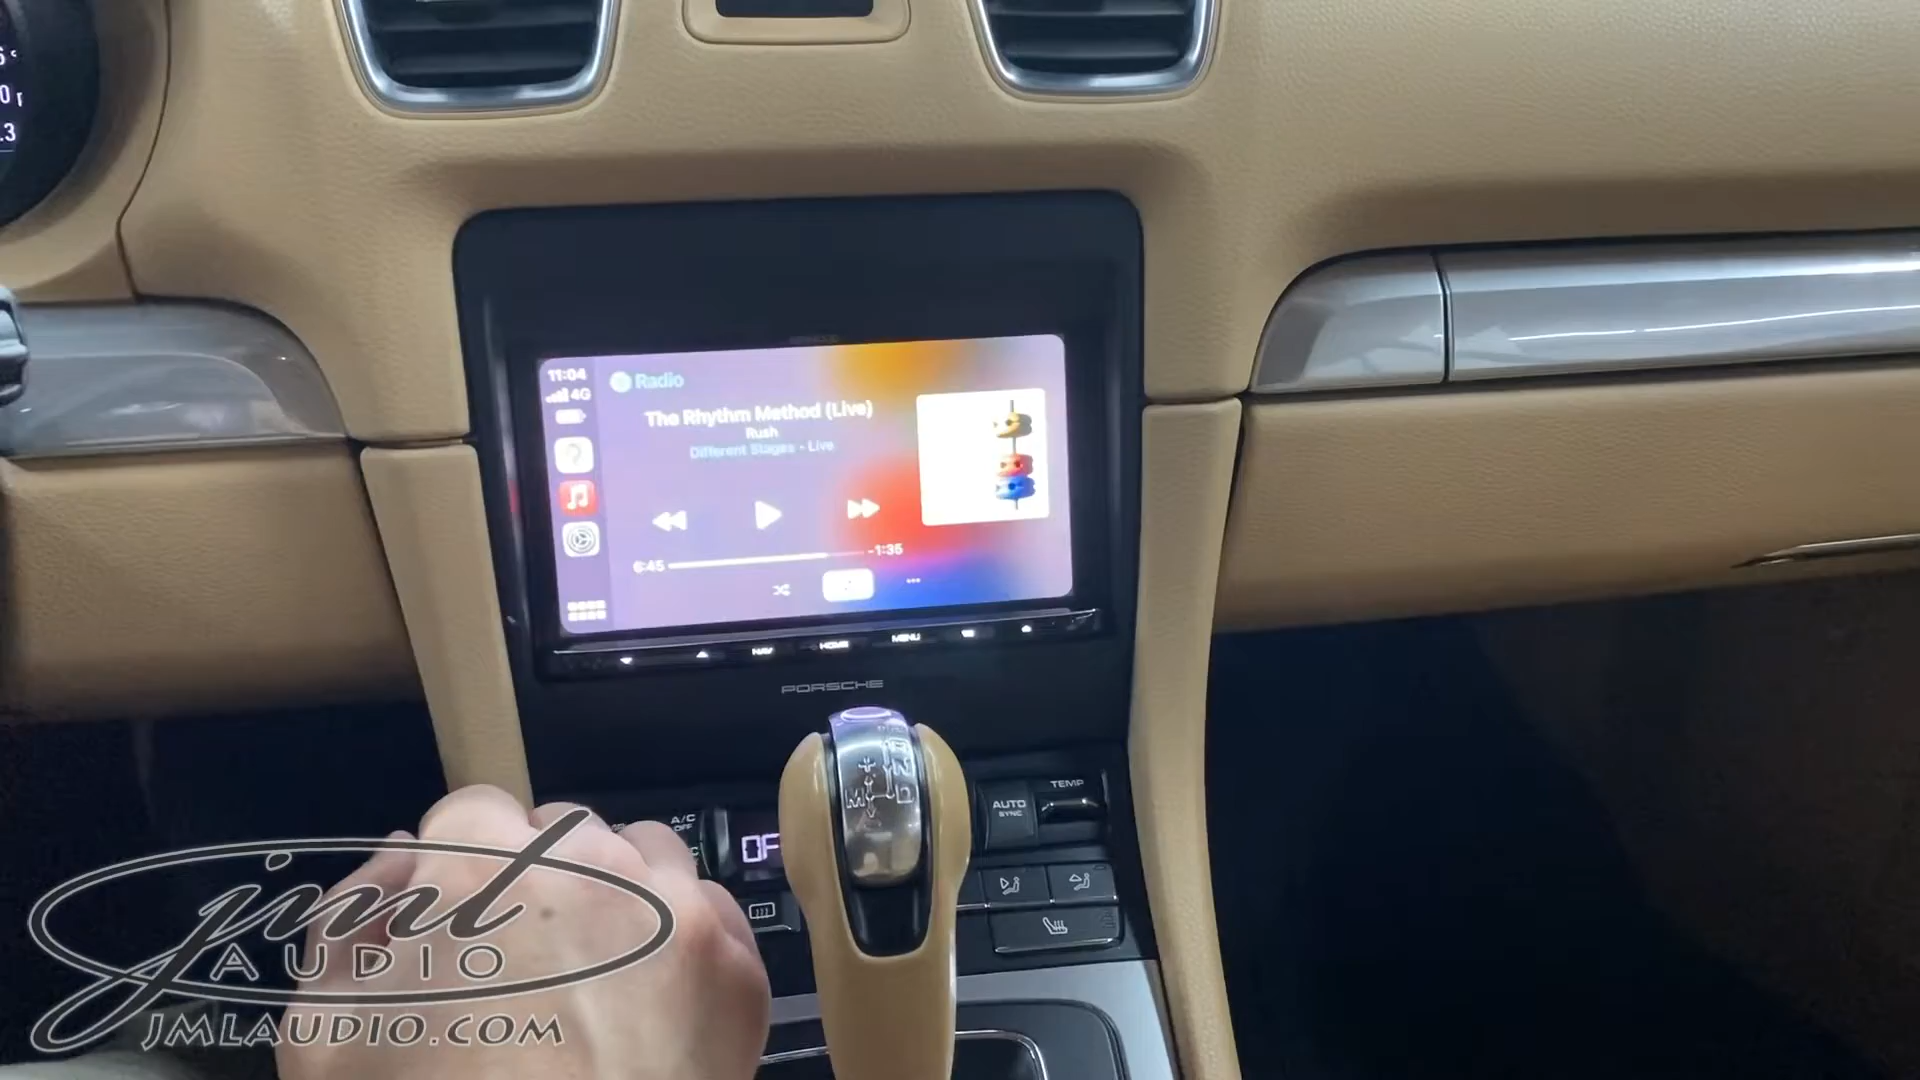 11:04
4G
Radio
The Rhythm Method (Live)
Rush
Different Stages - Live
6:45
-1:35
NAV
HOME
MENU
PORSCHE
N
M
D
A/C
OFF
OF
AUTO
SYNC
TEMP
jml
AUDIO
JMLAUDIO.COM